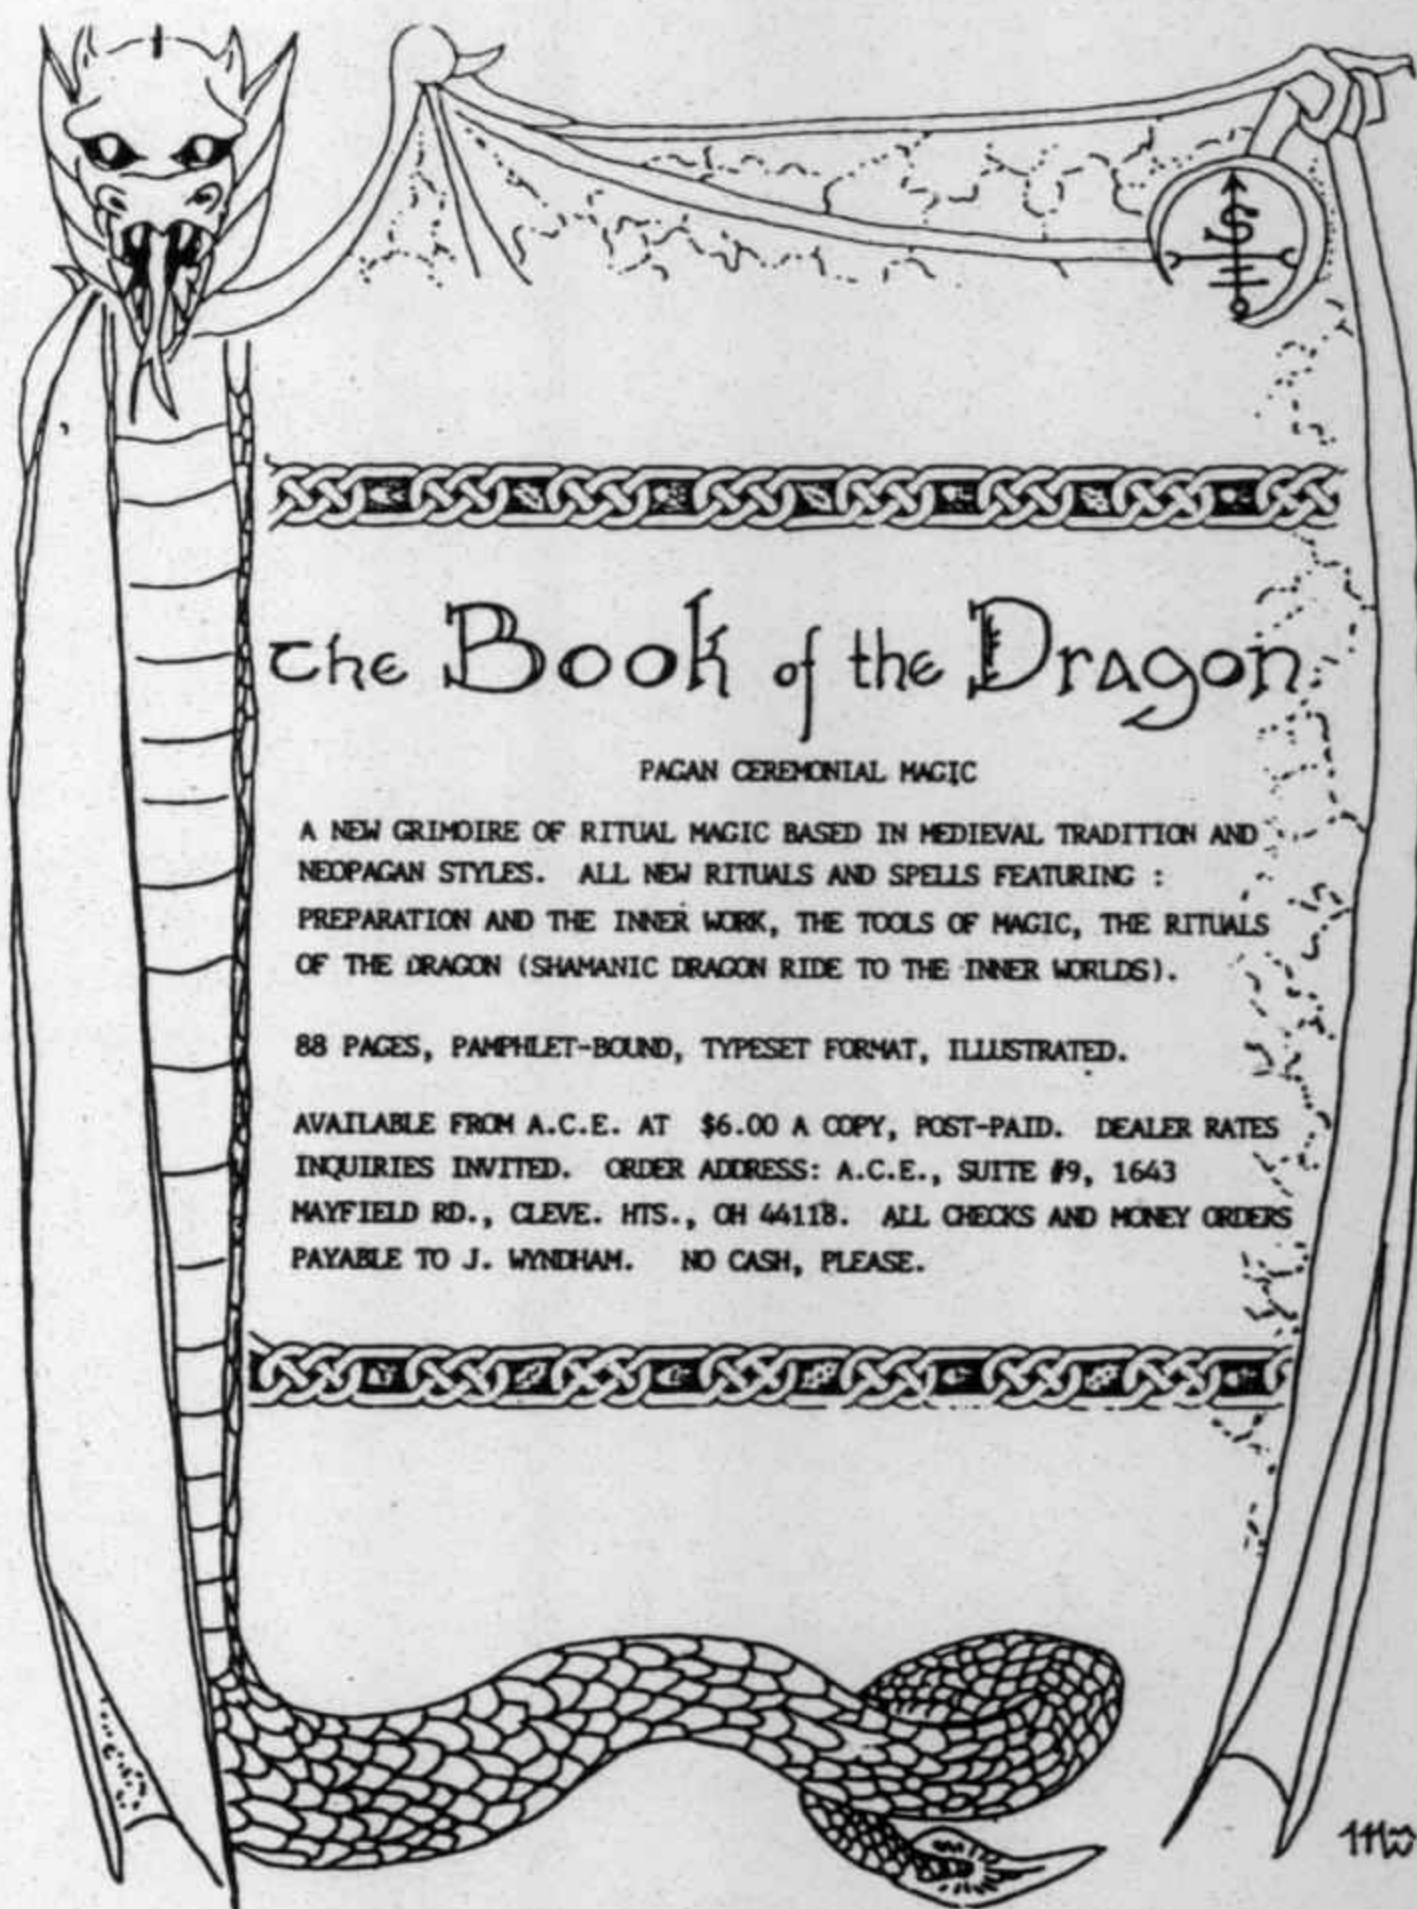 The Book of the Dragon
PAGAN CEREMONIAL MAGIC
A NEW GRIMOIRE OF RITUAL MAGIC BASED IN MEDIEVAL TRADITION AND
NEOPAGAN STYLES. ALL NEW RITUALS AND SPELLS FEATURING :
PREPARATION AND THE INNER WORK, THE TOOLS OF MAGIC, THE RITUALS
OF THE DRAGON (SHAMANIC DRAGON RIDE TO THE INNER WORLDS).
88 PAGES, PAMPHLET-BOUND, TYPESET FORMAT, ILLUSTRATED.
AVAILABLE FROM A.C.E. AT $6.00 A COPY, POST-PAID. DEALER RATES
INQUIRIES INVITED. ORDER ADDRESS: A.C.E., SUITE #9, 1643
MAYFIELD RD., CLEVE. HTS., OH 44118. ALL CHECKS AND MONEY ORDERS
PAYABLE TO J. WYNDHAM. NO CASH, PLEASE.